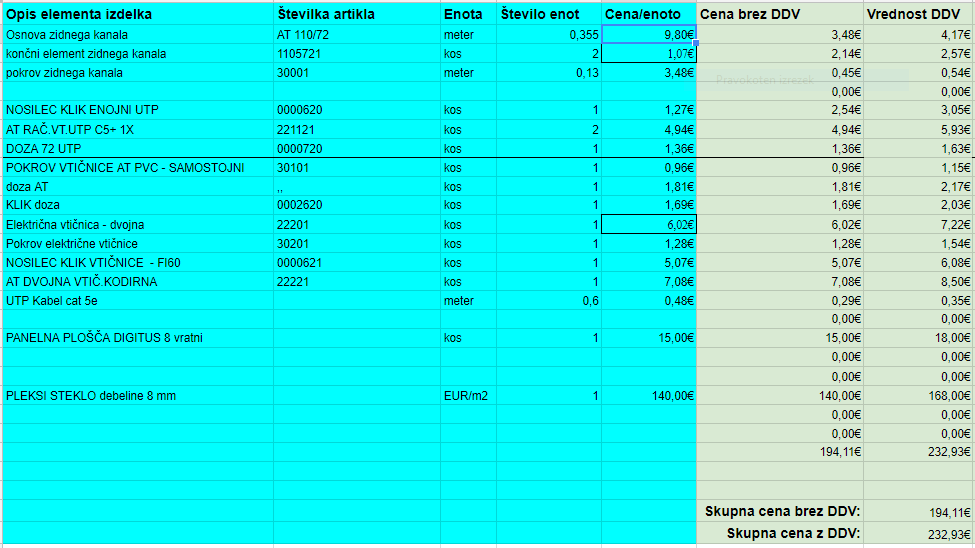 Opis elementa izdelka Številka artikla Enota Število enot Cena/enoto Cena brez DDV Vrednost DDV
Osnova zidnega kanala AT 110/72 meter 0,355 9,80€ 3,48€ 4,17€
končni element zidnega kanala 1105721 kos 2 1,07€ 2,14€ 2,57€
pokrov zidnega kanala 30001 meter 0,13 3,48€ 0,45€ 0,54€
0,00€ 0,00€
NOSILEC KLIK ENOJNI UTP 0000620 kos 1 1,27€ 2,54€ 3,05€
AT RAČ.VT.UTP C5+ 1X 221121 kos 2 4,94€ 4,94€ 5,93€
DOZA 72 UTP 0000720 kos 1 1,36€ 1,36€ 1,63€
POKROV VTIČNICE AT PVC - SAMOSTOJNI 30101 kos 1 0,96€ 0,96€ 1,15€
doza AT ,, kos 1 1,81€ 1,81€ 2,17€
KLIK doza 0002620 kos 1 1,69€ 1,69€ 2,03€
Električna vtičnica - dvojna 22201 kos 1 6,02€ 6,02€ 7,22€
Pokrov električne vtičnice 30201 kos 1 1,28€ 1,28€ 1,54€
NOSILEC KLIK VTIČNICE - FI60 0000621 kos 1 5,07€ 5,07€ 6,08€
AT DVOJNA VTIČ.KODIRNA 22221 kos 1 7,08€ 7,08€ 8,50€
UTP Kabel cat 5e meter 0,6 0,48€ 0,29€ 0,35€
0,00€ 0,00€
PANELNA PLOŠČA DIGITUS 8 vratni kos 1 15,00€ 15,00€ 18,00€
0,00€ 0,00€
0,00€ 0,00€
PLEKSI STEKLO debeline 8 mm EUR/m2 1 140,00€ 140,00€ 168,00€
0,00€ 0,00€
0,00€ 0,00€
194,11€ 232,93€
Skupna cena brez DDV: 194,11€
Skupna cena z DDV: 232,93€